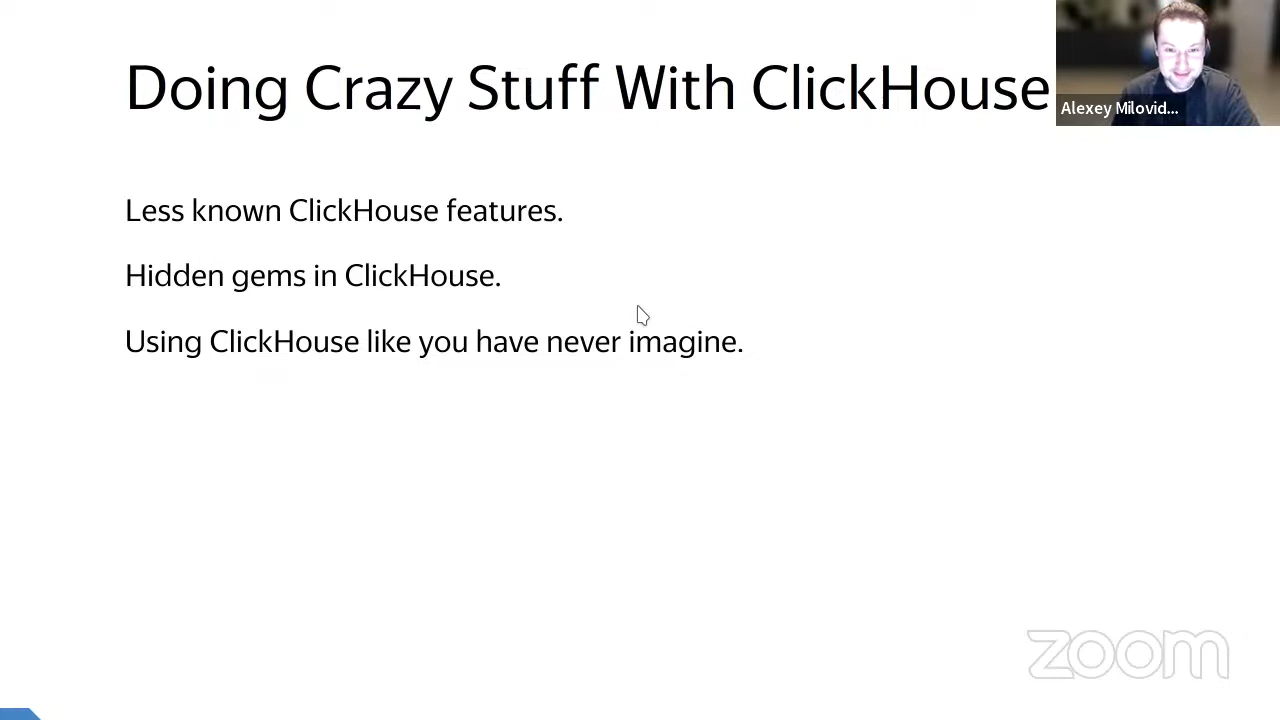 Doing Crazy Stuff With ClickHouse
Alexey Milovid...
Less known ClickHouse features.
Hidden gems in ClickHouse.
Using ClickHouse like you have never imagine.
zoom